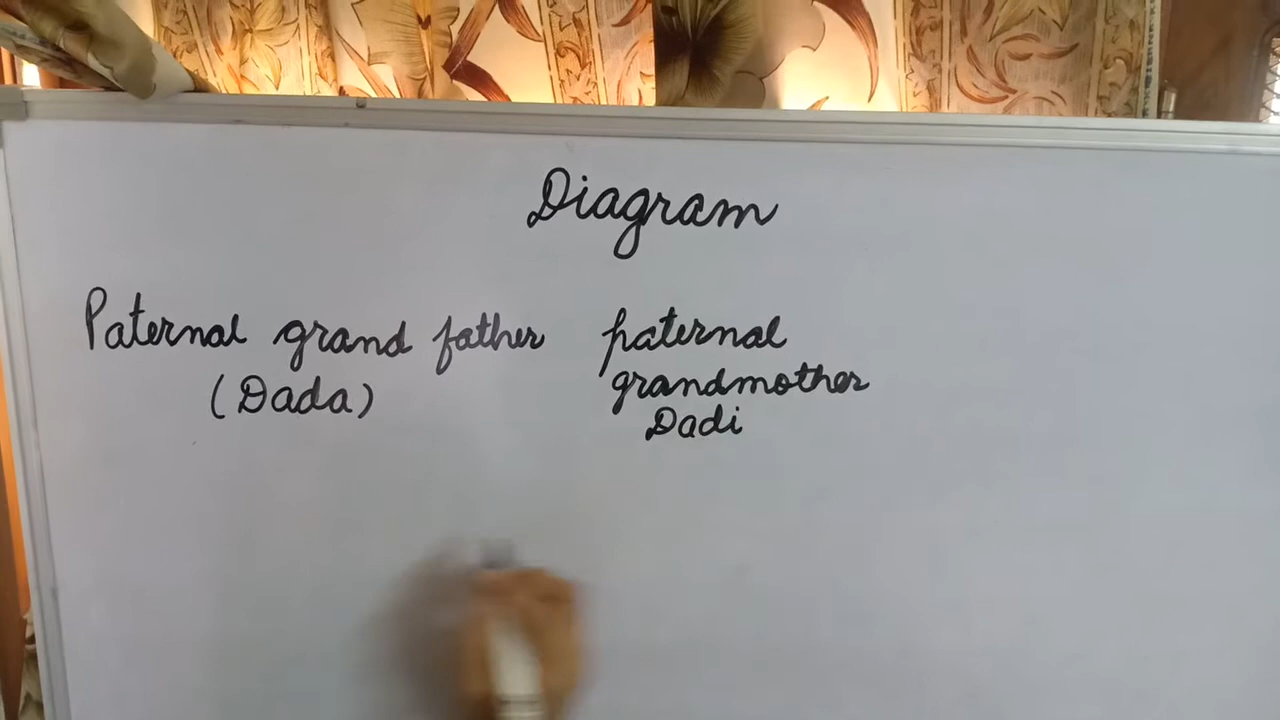 Diagram
Paternal grand father
(Dada)
paternal
grandmother
Dadi